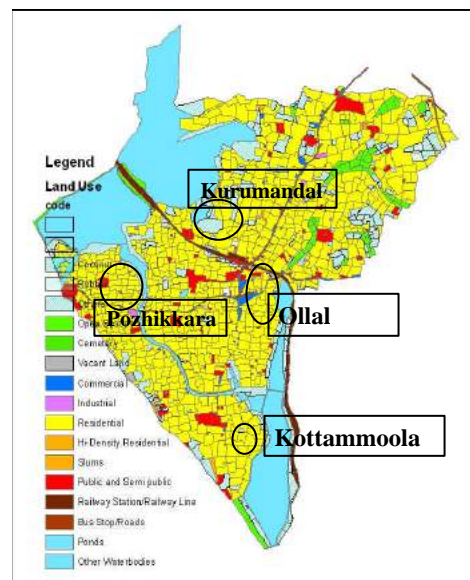 Legend
Land Use
code
Kurumandal
Pozhikkara
Ollal
Kottammoola
Cemetery
Vacant Land
Commercial
Industrial
Residential
Hi-Density Residential
Slums
Public and Semi public
Railway Station/Railway Line
Bus Stop/Roads
Ponds
Other Waterbodies